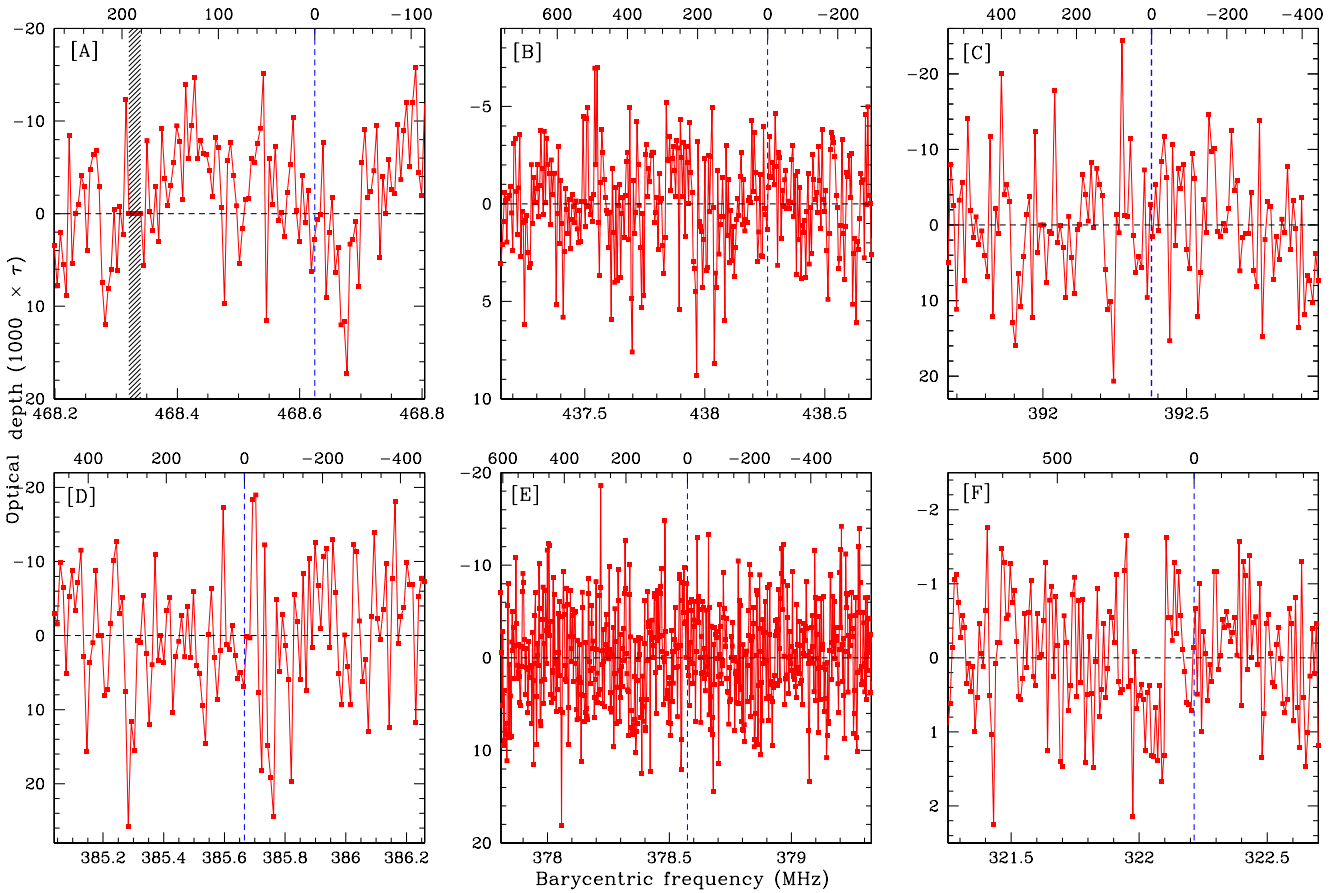 200 100 0 -100
600 400 200 0 -200
400 200 0 -200 -400
[A]
[B]
[C]
-20
-10
0
10
20
-5
0
5
10
-20
-10
0
10
20
468.2 468.4 468.6 468.8
437.5 438 438.5
392 392.5
Optical depth (1000 × τ)
400 200 0 -200 -400
600 400 200 0 -200 -400
500 0
[D]
[E]
[F]
-20
-10
0
10
20
-20
-10
0
10
20
-2
-1
0
1
2
385.2 385.4 385.6 385.8 386 386.2
378 378.5 379
321.5 322 322.5
Barycentric frequency (MHz)